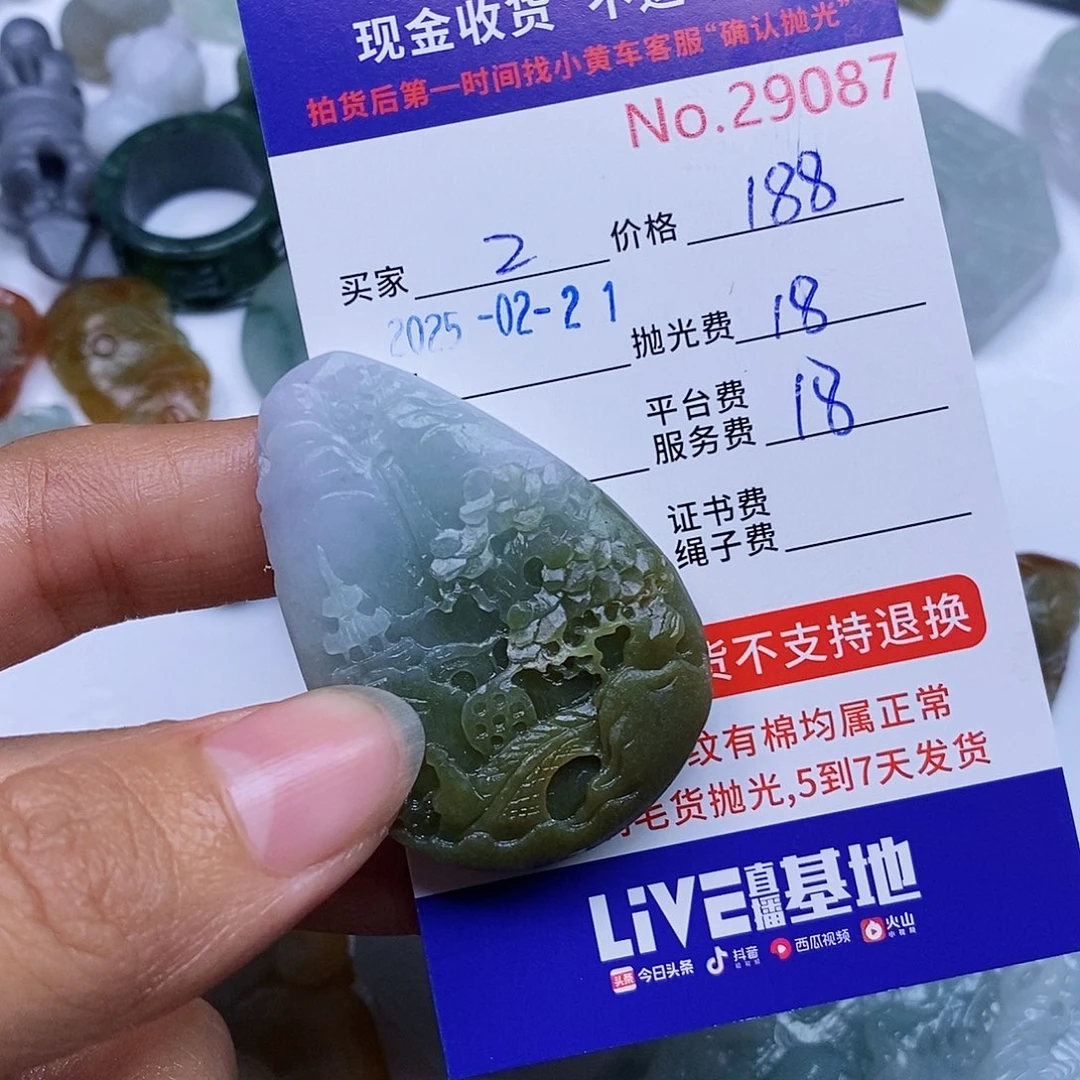 现金收货 不
拍货后第一时间找小黄车客服“确认抛光”
No.29087
买家 2 价格 188
2025-02-21 抛光费 18
平台费
服务费 18
证书费
绳子费
货不支持退换
纹有棉均属正常
毛货抛光,5到7天发货
LiVE直播基地
头条 今日头条 抖音 西瓜视频 火山